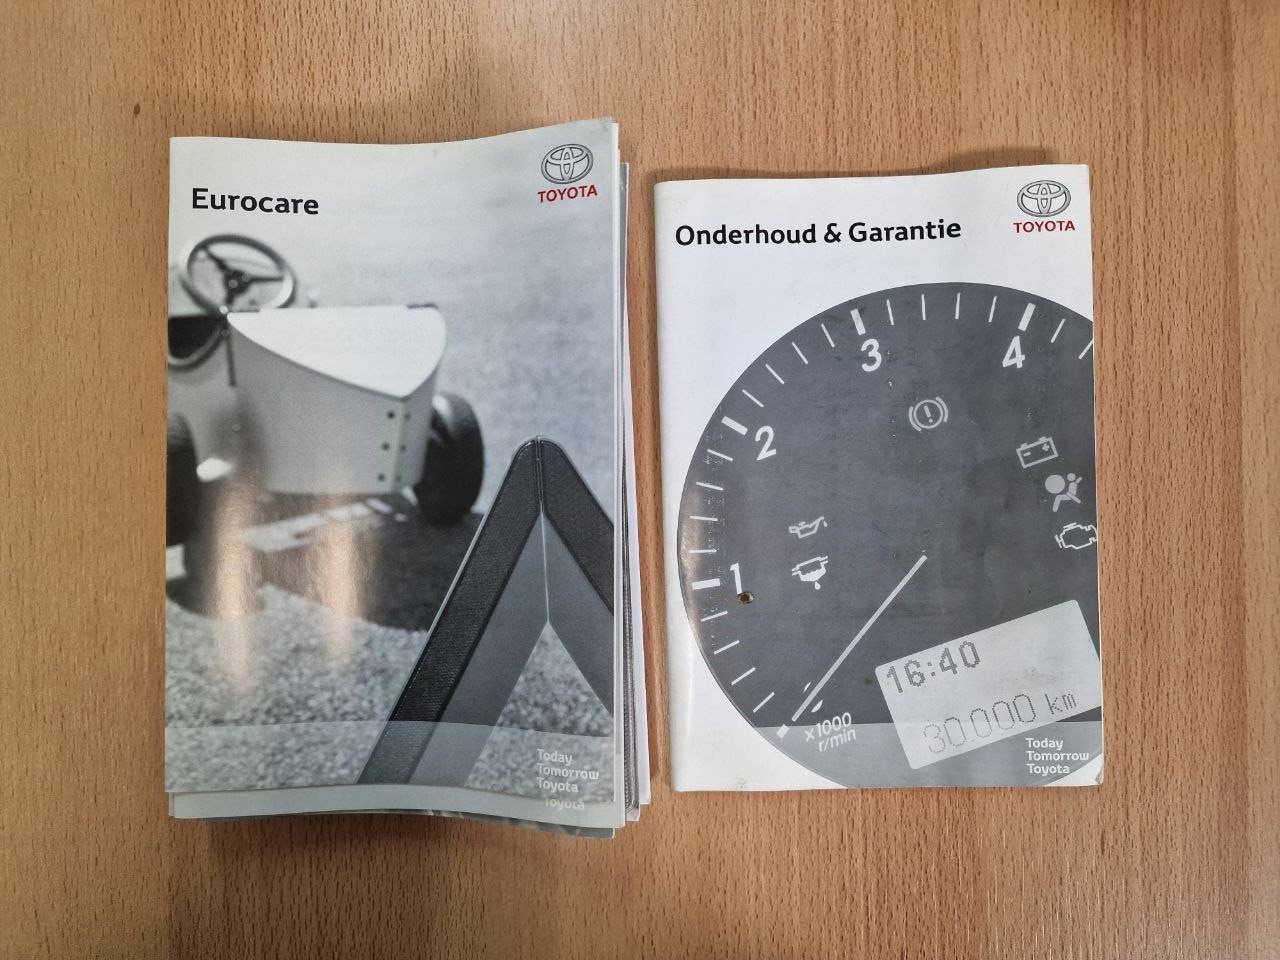 Eurocare
TOYOTA
Today
Tomorrow
Toyota
Toyota
Onderhoud & Garantie
TOYOTA
1
2
3
4
x1000
r/min
16:40
30.000 km
Today
Tomorrow
Toyota